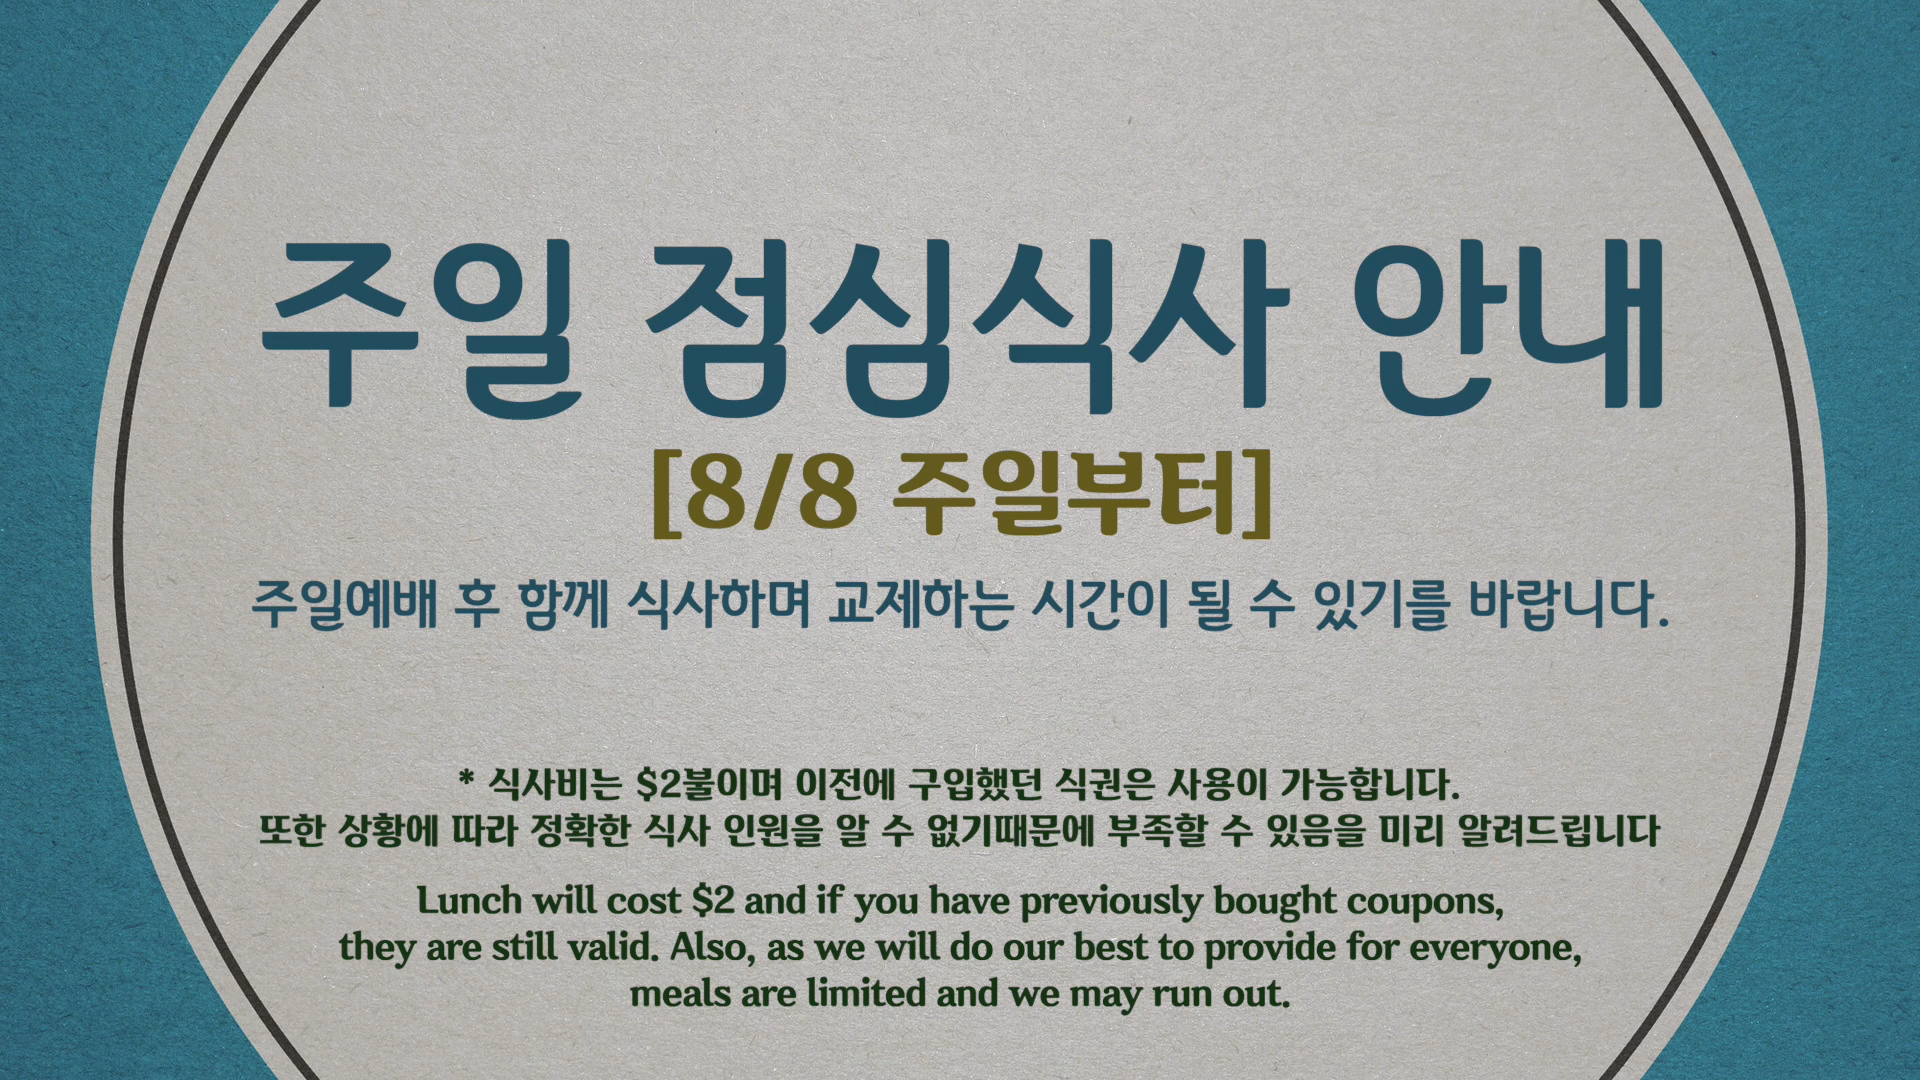 주일 점심식사 안내
[8/8 주일부터]
주일예배 후 함께 식사하며 교제하는 시간이 될 수 있기를 바랍니다.
* 식사비는 $2불이며 이전에 구입했던 식권은 사용이 가능합니다.
또한 상황에 따라 정확한 식사 인원을 알 수 없기때문에 부족할 수 있음을 미리 알려드립니다
Lunch will cost $2 and if you have previously bought coupons,
they are still valid. Also, as we will do our best to provide for everyone,
meals are limited and we may run out.